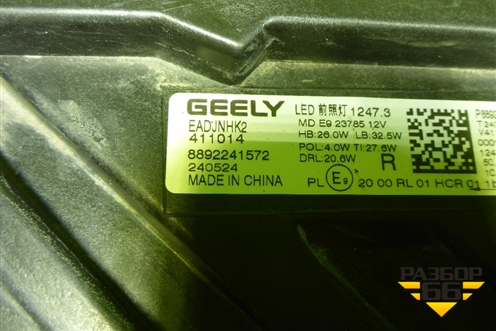 GEELY
EADJNHK2
411014
8892241572
240524
MADE IN CHINA
LED 前照灯 1247.3
MD E9 23785 12V
HB:26.0W LB:32.5W
POL:4.0W TI:27.6W
DRL:20.6W R
PL E9 20 00 RL 01 HCR 01
РАЗБОР
66